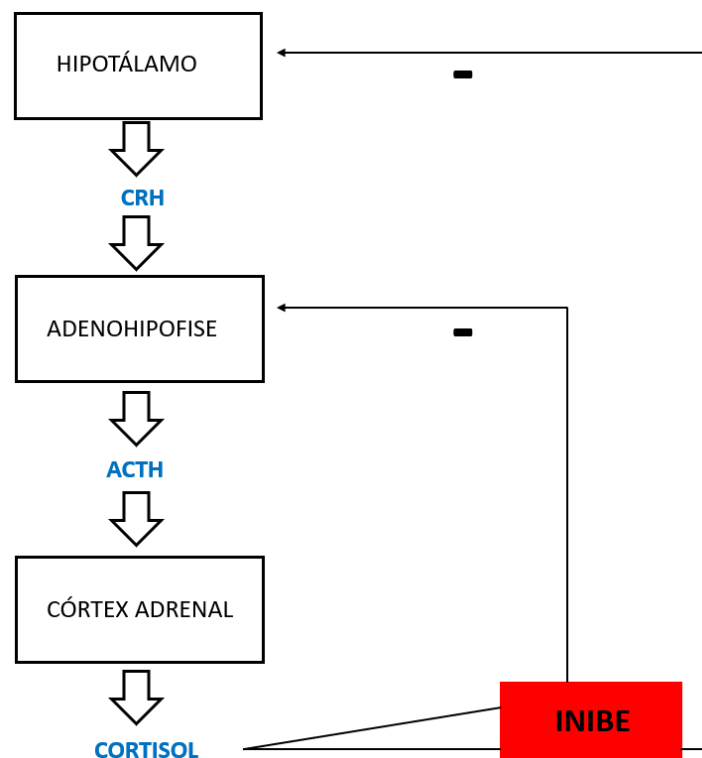 HIPOTÁLAMO
-
CRH
ADENOHIPOFISE
-
ACTH
CÓRTEX ADRENAL
INIBE
CORTISOL